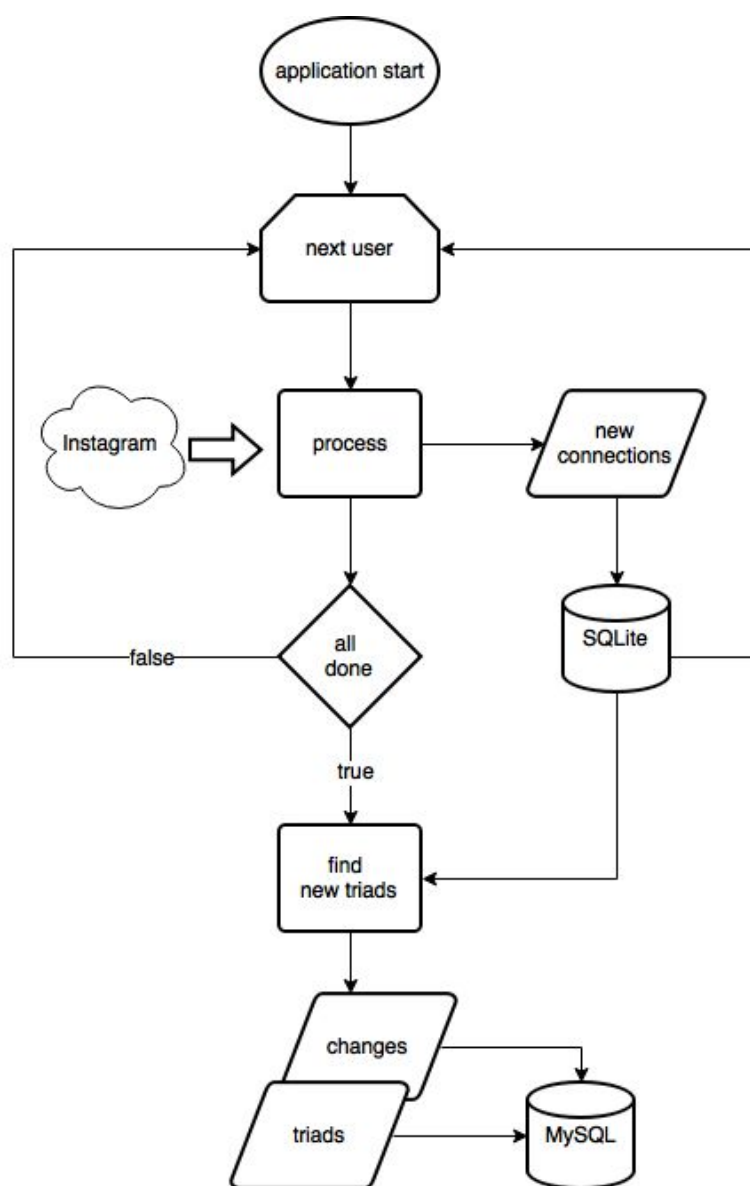 application start
next user
Instagram
process
new
connections
all
done
false
SQLite
true
find
new triads
changes
triads
MySQL